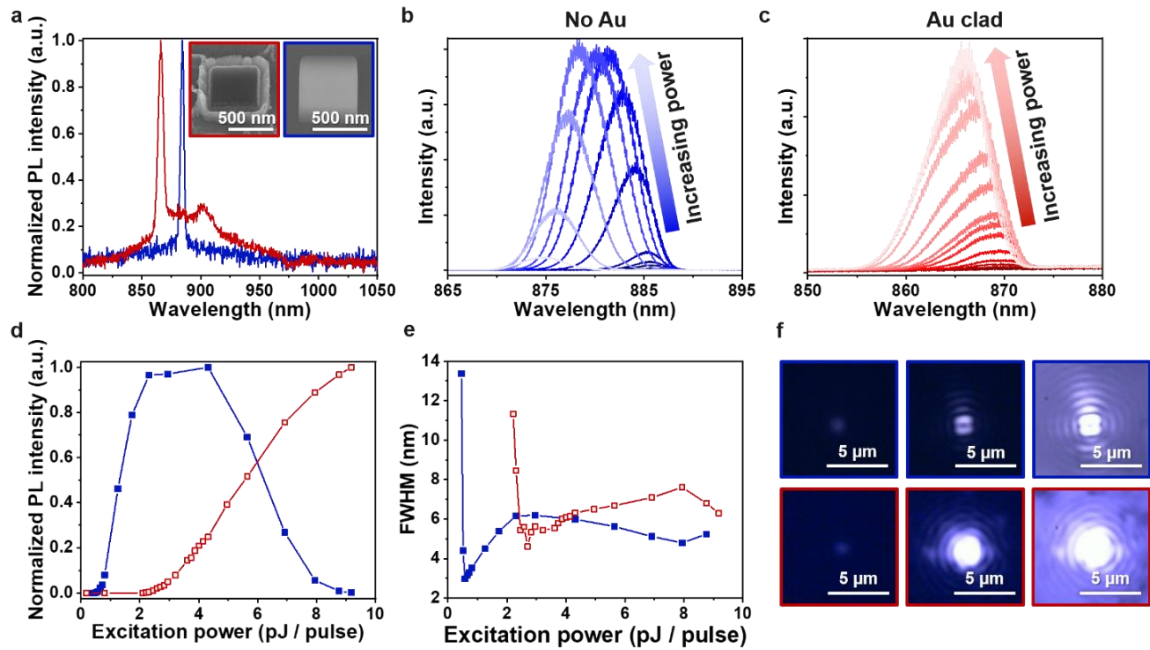 a
Normalized PL intensity (a.u.)
1.0
0.8
0.6
0.4
0.2
0.0
800 850 900 950 1000 1050
Wavelength (nm)
500 nm
500 nm
b
No Au
Intensity (a.u.)
Increasing power
865 875 885 895
Wavelength (nm)
c
Au clad
Intensity (a.u.)
Increasing power
850 860 870 880
Wavelength (nm)
d
Normalized PL intensity (a.u.)
1.0
0.8
0.6
0.4
0.2
0.0
0 2 4 6 8 10
Excitation power (pJ / pulse)
e
FWHM (nm)
14
12
10
8
6
4
2
0 2 4 6 8 10
Excitation power (pJ / pulse)
f
5 µm
5 µm
5 µm
5 µm
5 µm
5 µm